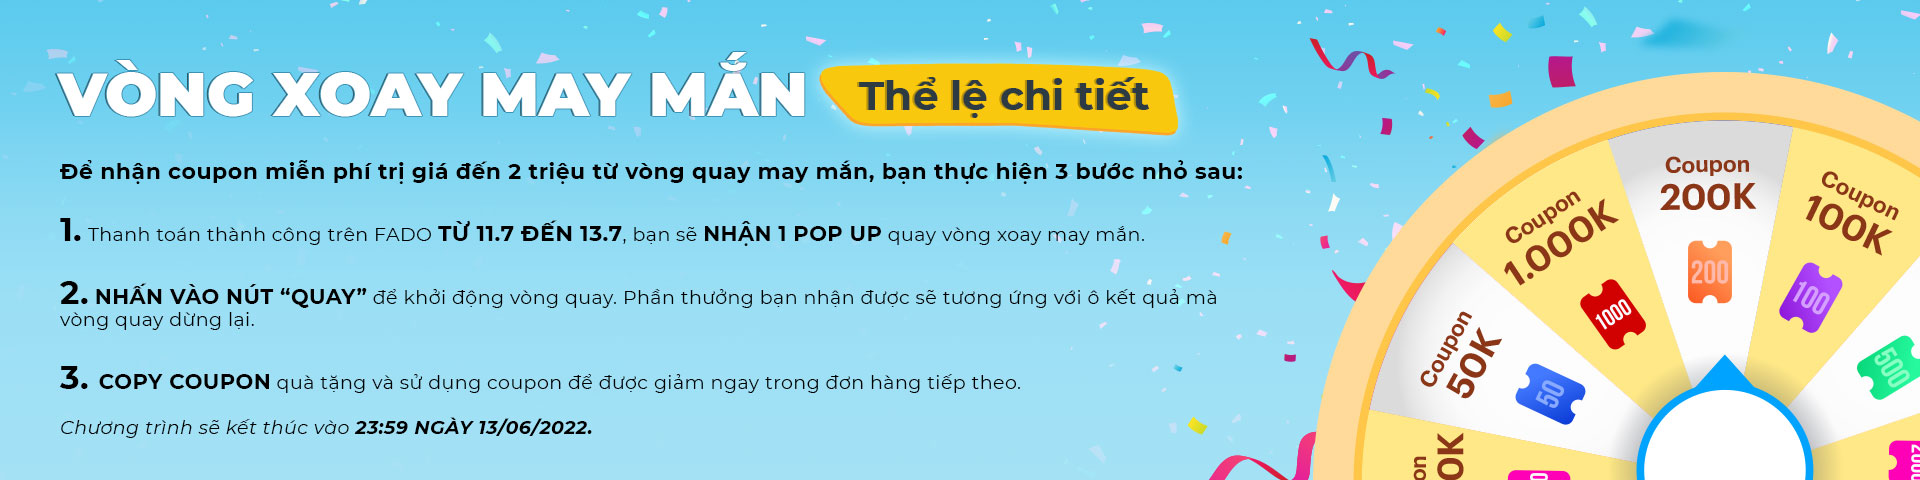 VÒNG XOAY MAY MẮN Thể lệ chi tiết
Để nhận coupon miễn phí trị giá đến 2 triệu từ vòng quay may mắn, bạn thực hiện 3 bước nhỏ sau:
1. Thanh toán thành công trên FADO TỪ 11.7 ĐẾN 13.7, bạn sẽ NHẬN 1 POP UP quay vòng xoay may mắn.
2. NHẤN VÀO NÚT “QUAY” để khởi động vòng quay. Phần thưởng bạn nhận được sẽ tương ứng với ô kết quả mà
vòng quay dừng lại.
3. COPY COUPON quà tặng và sử dụng coupon để được giảm ngay trong đơn hàng tiếp theo.
Chương trình sẽ kết thúc vào 23:59 NGÀY 13/06/2022.
Coupon
50K
50
Coupon
1.000K
1000
Coupon
200K
200
Coupon
100K
100
500